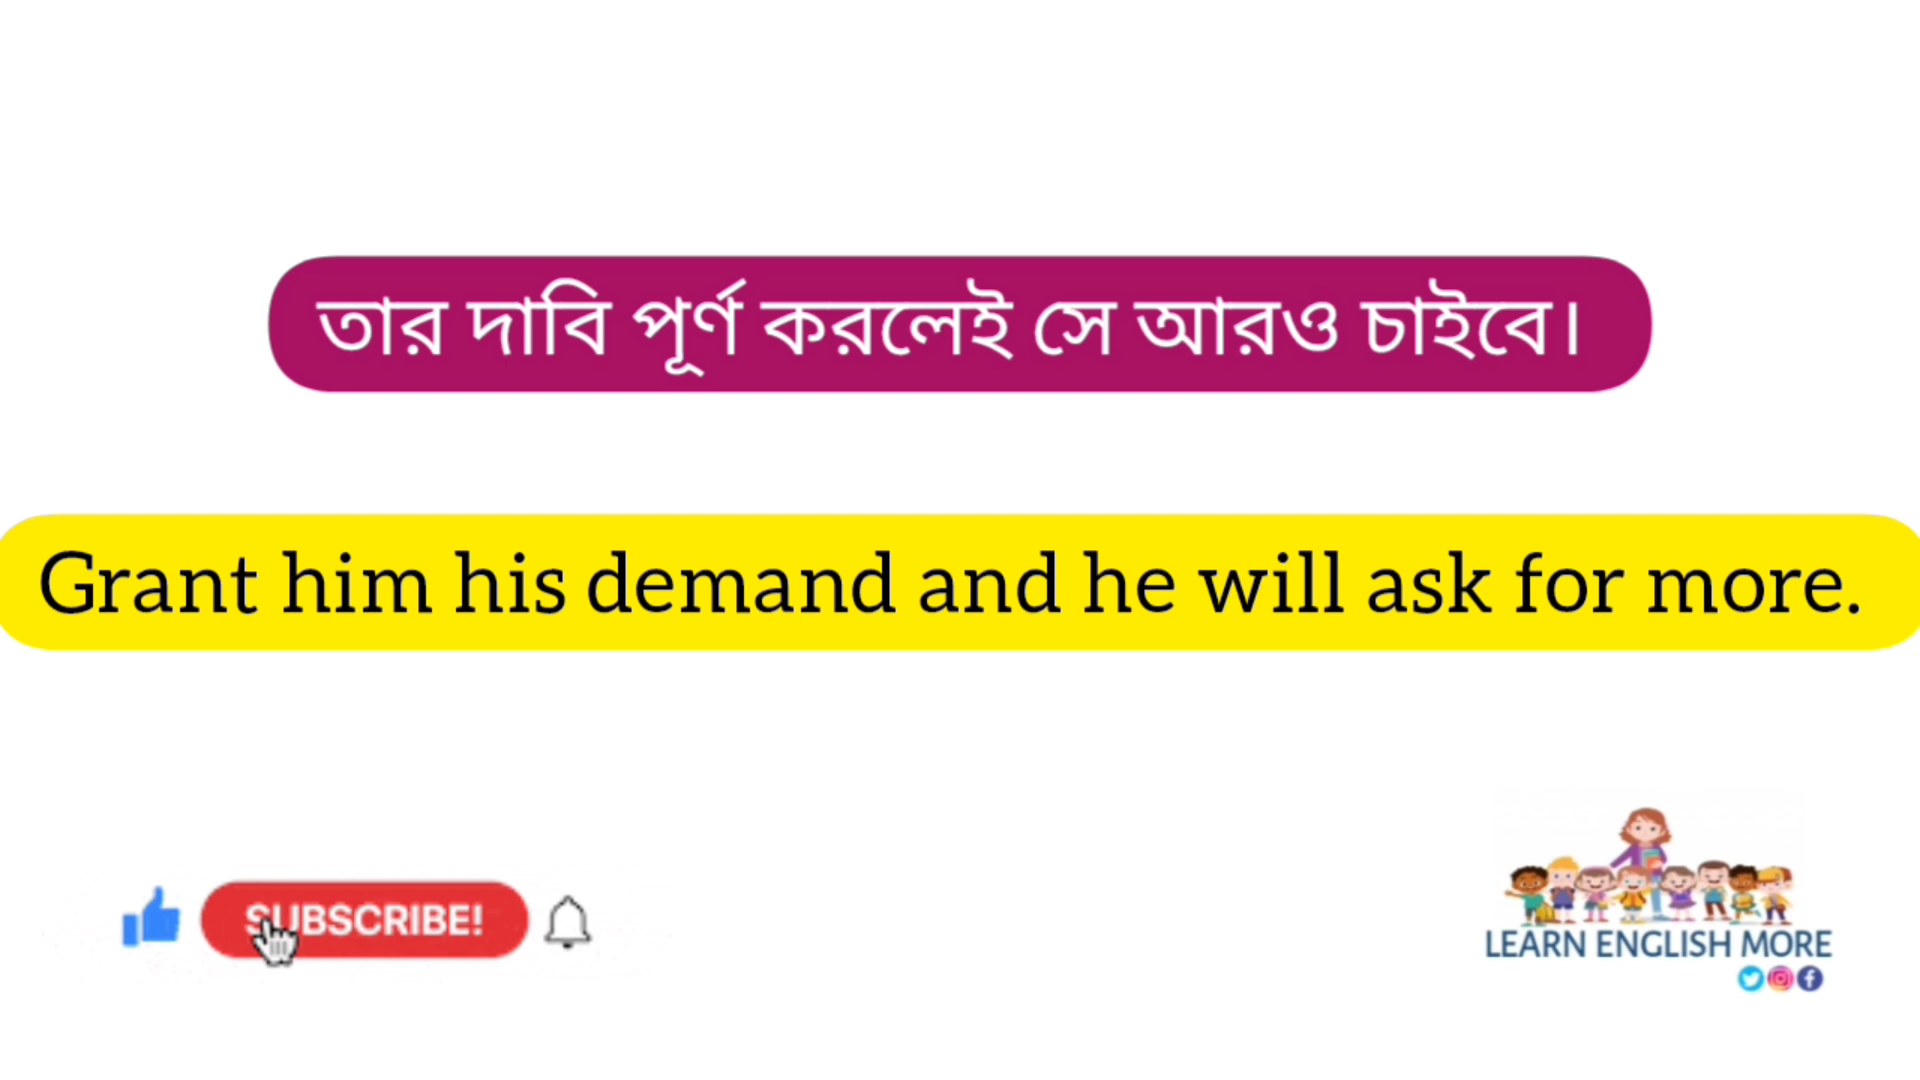 তার দাবি পূর্ণ করলেই সে আরও চাইবে।
Grant him his demand and he will ask for more.
SUBSCRIBE!
LEARN ENGLISH MORE